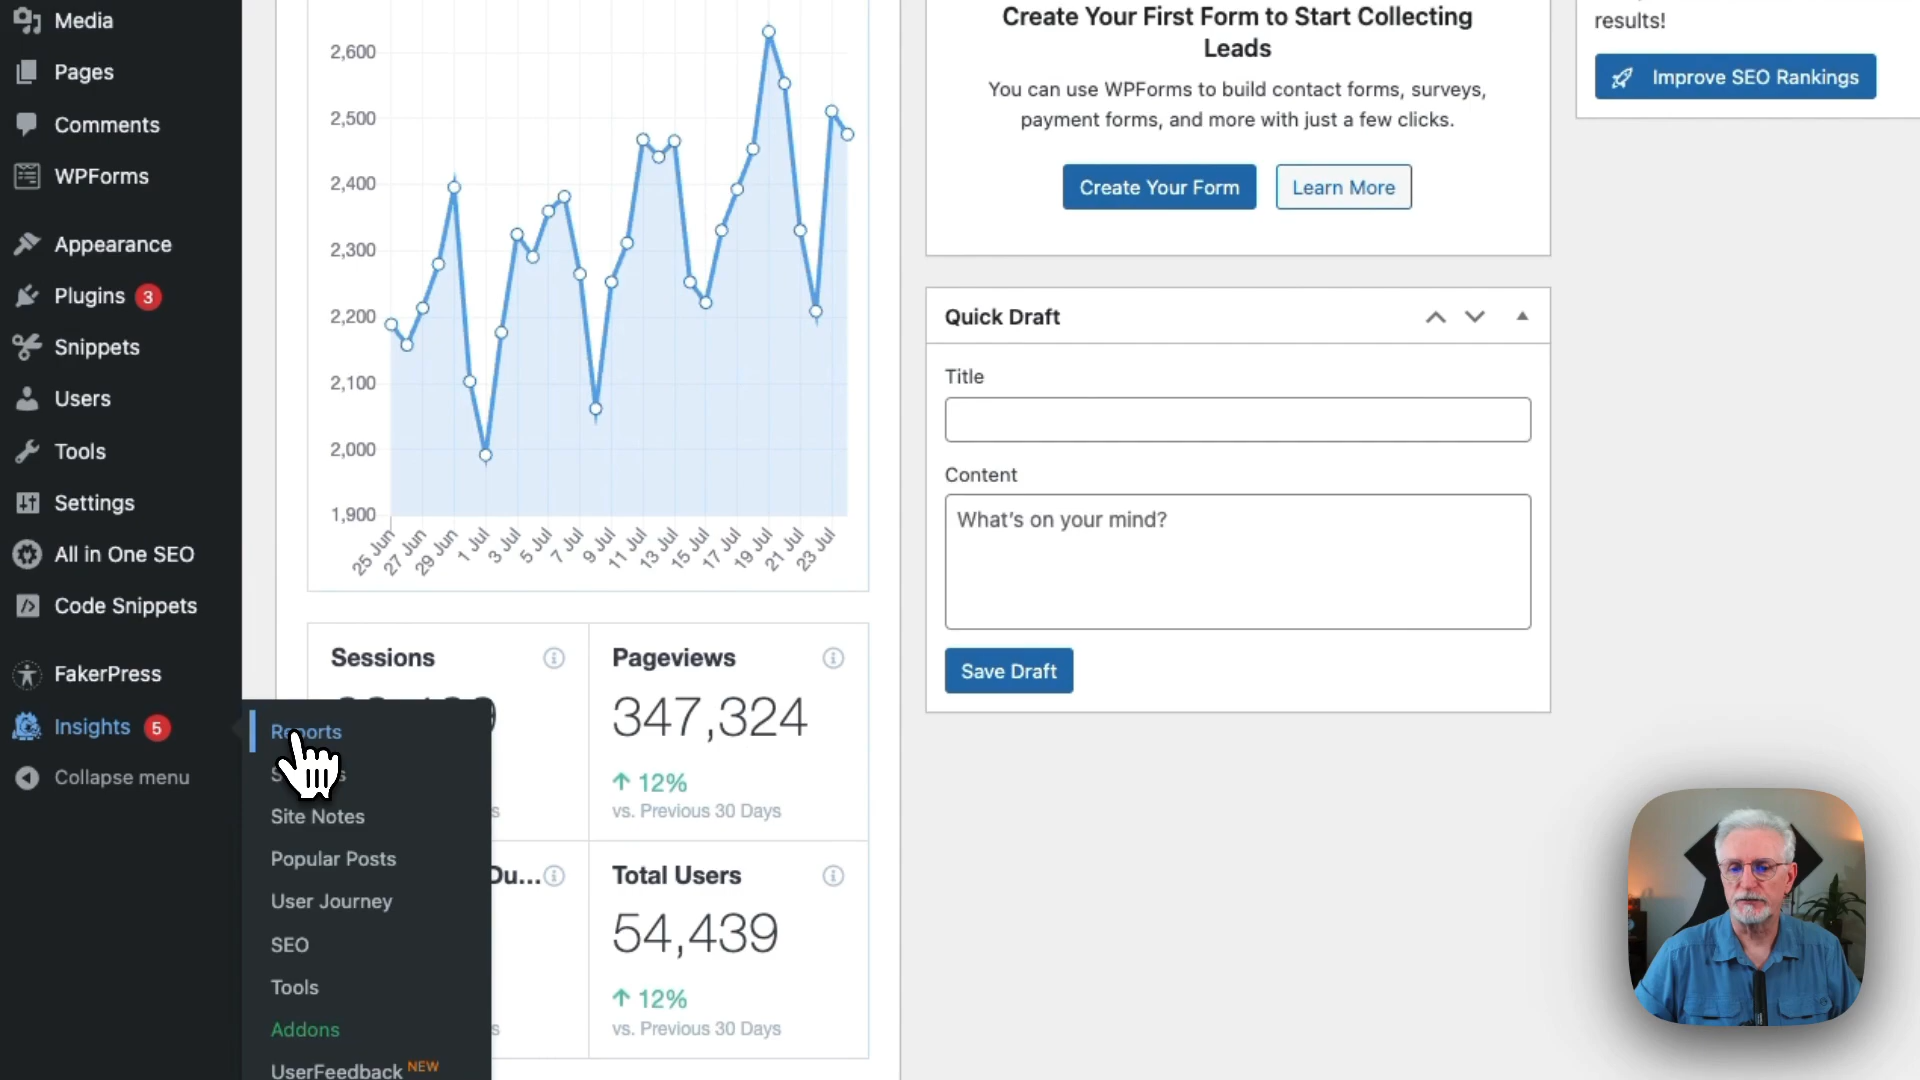 Media
Pages
Comments
WPForms
Appearance
Plugins 3
Snippets
Users
Tools
Settings
All in One SEO
Code Snippets
FakerPress
Insights 5
Collapse menu
Reports
Site Notes
Popular Posts
User Journey
SEO
Tools
Addons
UserFeedback NEW
2,600
2,500
2,400
2,300
2,200
2,100
2,000
1,900
25 Jun
27 Jun
29 Jun
1 Jul
3 Jul
5 Jul
7 Jul
9 Jul
11 Jul
13 Jul
15 Jul
17 Jul
19 Jul
21 Jul
23 Jul
Sessions
Pageviews
347,324
12%
vs. Previous 30 Days
Du...
Total Users
54,439
12%
vs. Previous 30 Days
Create Your First Form to Start Collecting
Leads
You can use WPForms to build contact forms, surveys,
payment forms, and more with just a few clicks.
Create Your Form
Learn More
Quick Draft
Title
Content
What's on your mind?
Save Draft
results!
Improve SEO Rankings